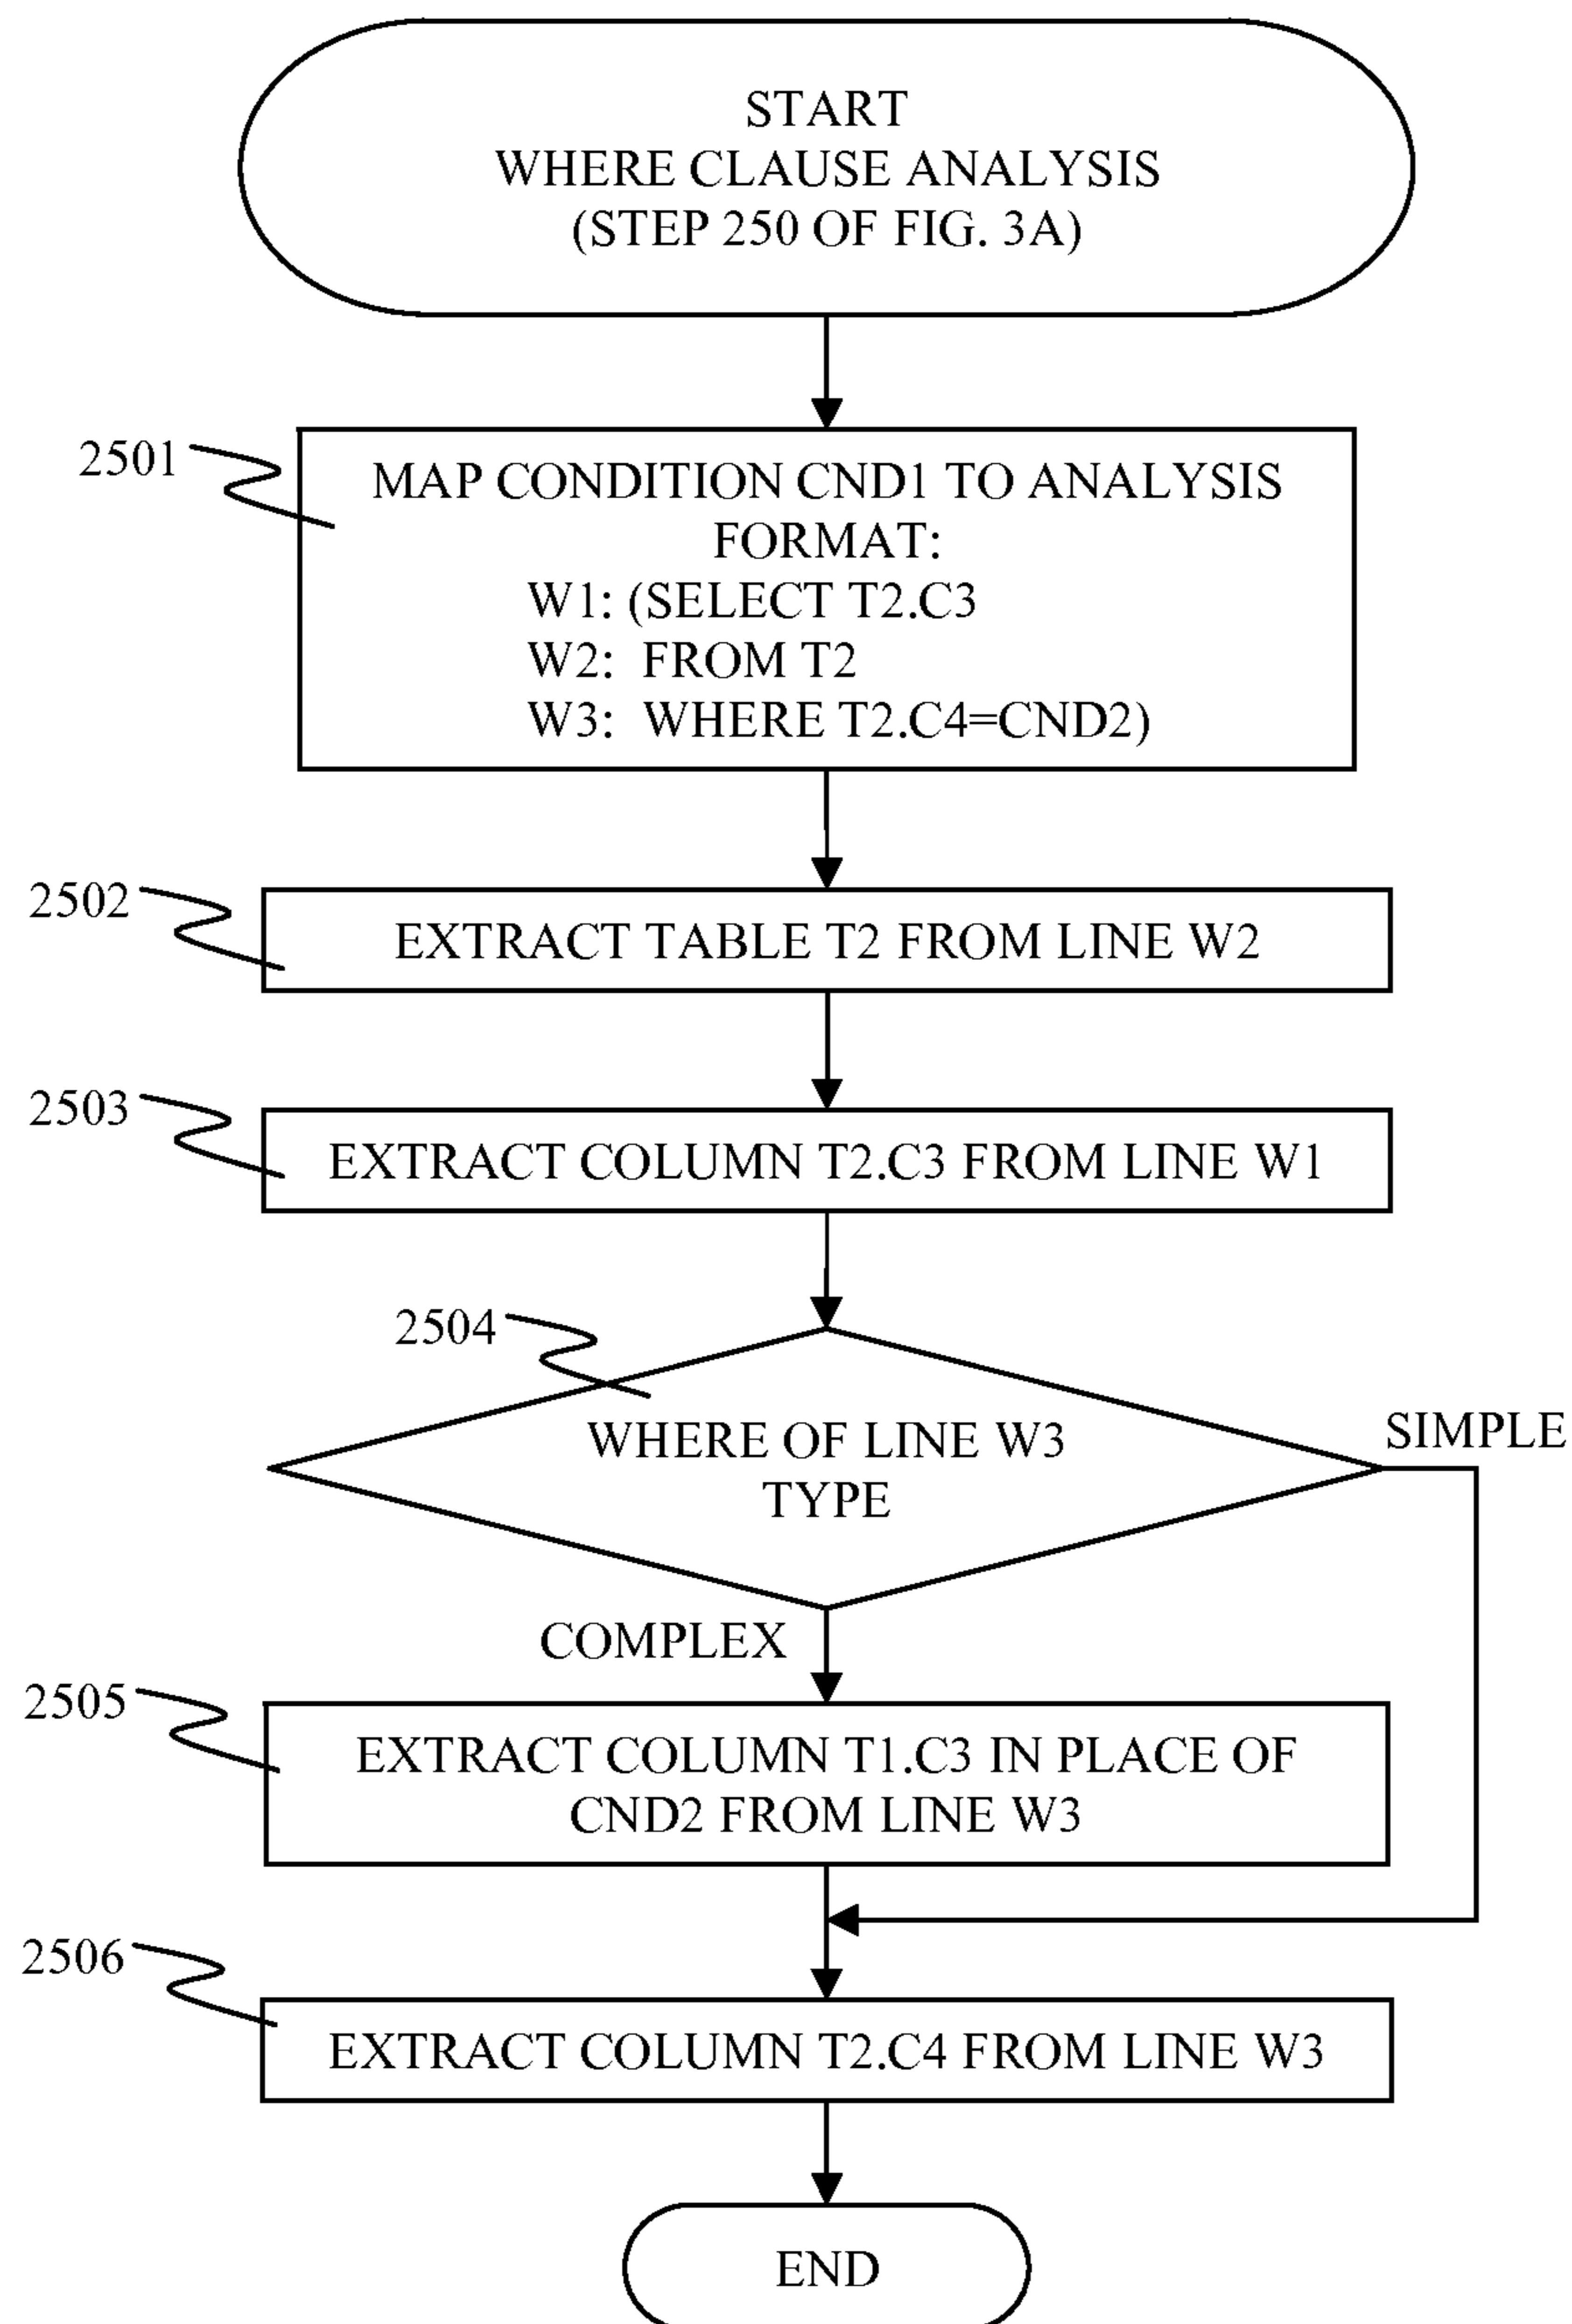 START
WHERE CLAUSE ANALYSIS
(STEP 250 OF FIG. 3A)
2501
MAP CONDITION CND1 TO ANALYSIS
FORMAT:
W1: (SELECT T2.C3
W2: FROM T2
W3: WHERE T2.C4=CND2)
2502
EXTRACT TABLE T2 FROM LINE W2
2503
EXTRACT COLUMN T2.C3 FROM LINE W1
2504
WHERE OF LINE W3
TYPE
SIMPLE
COMPLEX
2505
EXTRACT COLUMN T1.C3 IN PLACE OF
CND2 FROM LINE W3
2506
EXTRACT COLUMN T2.C4 FROM LINE W3
END